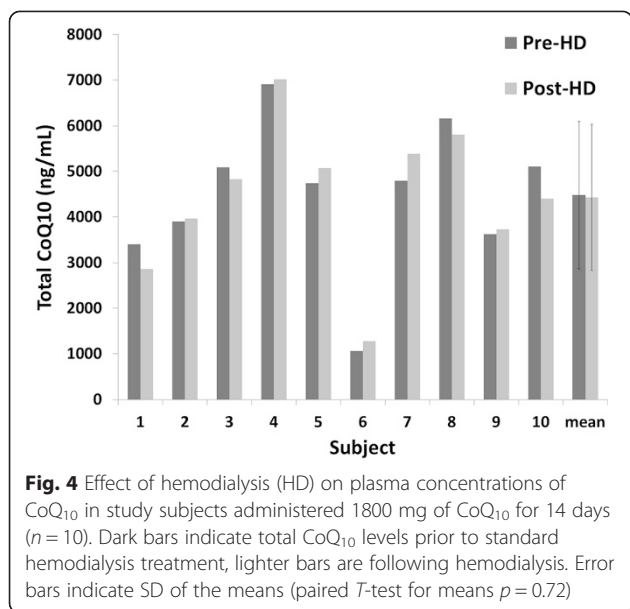 Pre-HD
Post-HD
Total CoQ10 (ng/mL)
8000
7000
6000
5000
4000
3000
2000
1000
0
1 2 3 4 5 6 7 8 9 10 mean
Subject
Fig. 4 Effect of hemodialysis (HD) on plasma concentrations of
CoQ10 in study subjects administered 1800 mg of CoQ10 for 14 days
(n = 10). Dark bars indicate total CoQ10 levels prior to standard
hemodialysis treatment, lighter bars are following hemodialysis. Error
bars indicate SD of the means (paired T-test for means p = 0.72)